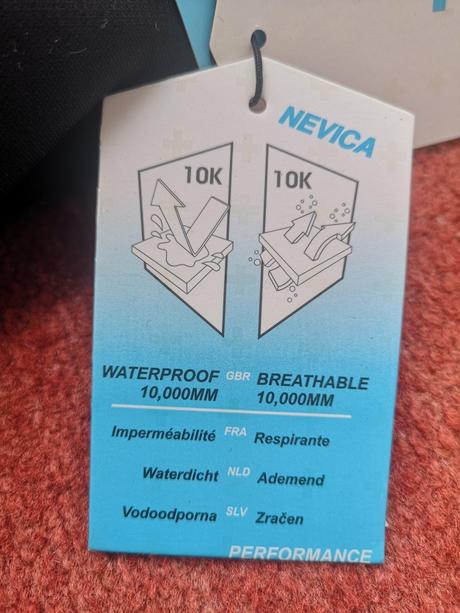 NEVICA
10K
10K
WATERPROOF GBR BREATHABLE
10,000MM 10,000MM
Imperméabilité FRA Respirante
Waterdicht NLD Ademend
Vodoodporna SLV Zračen
PERFORMANCE